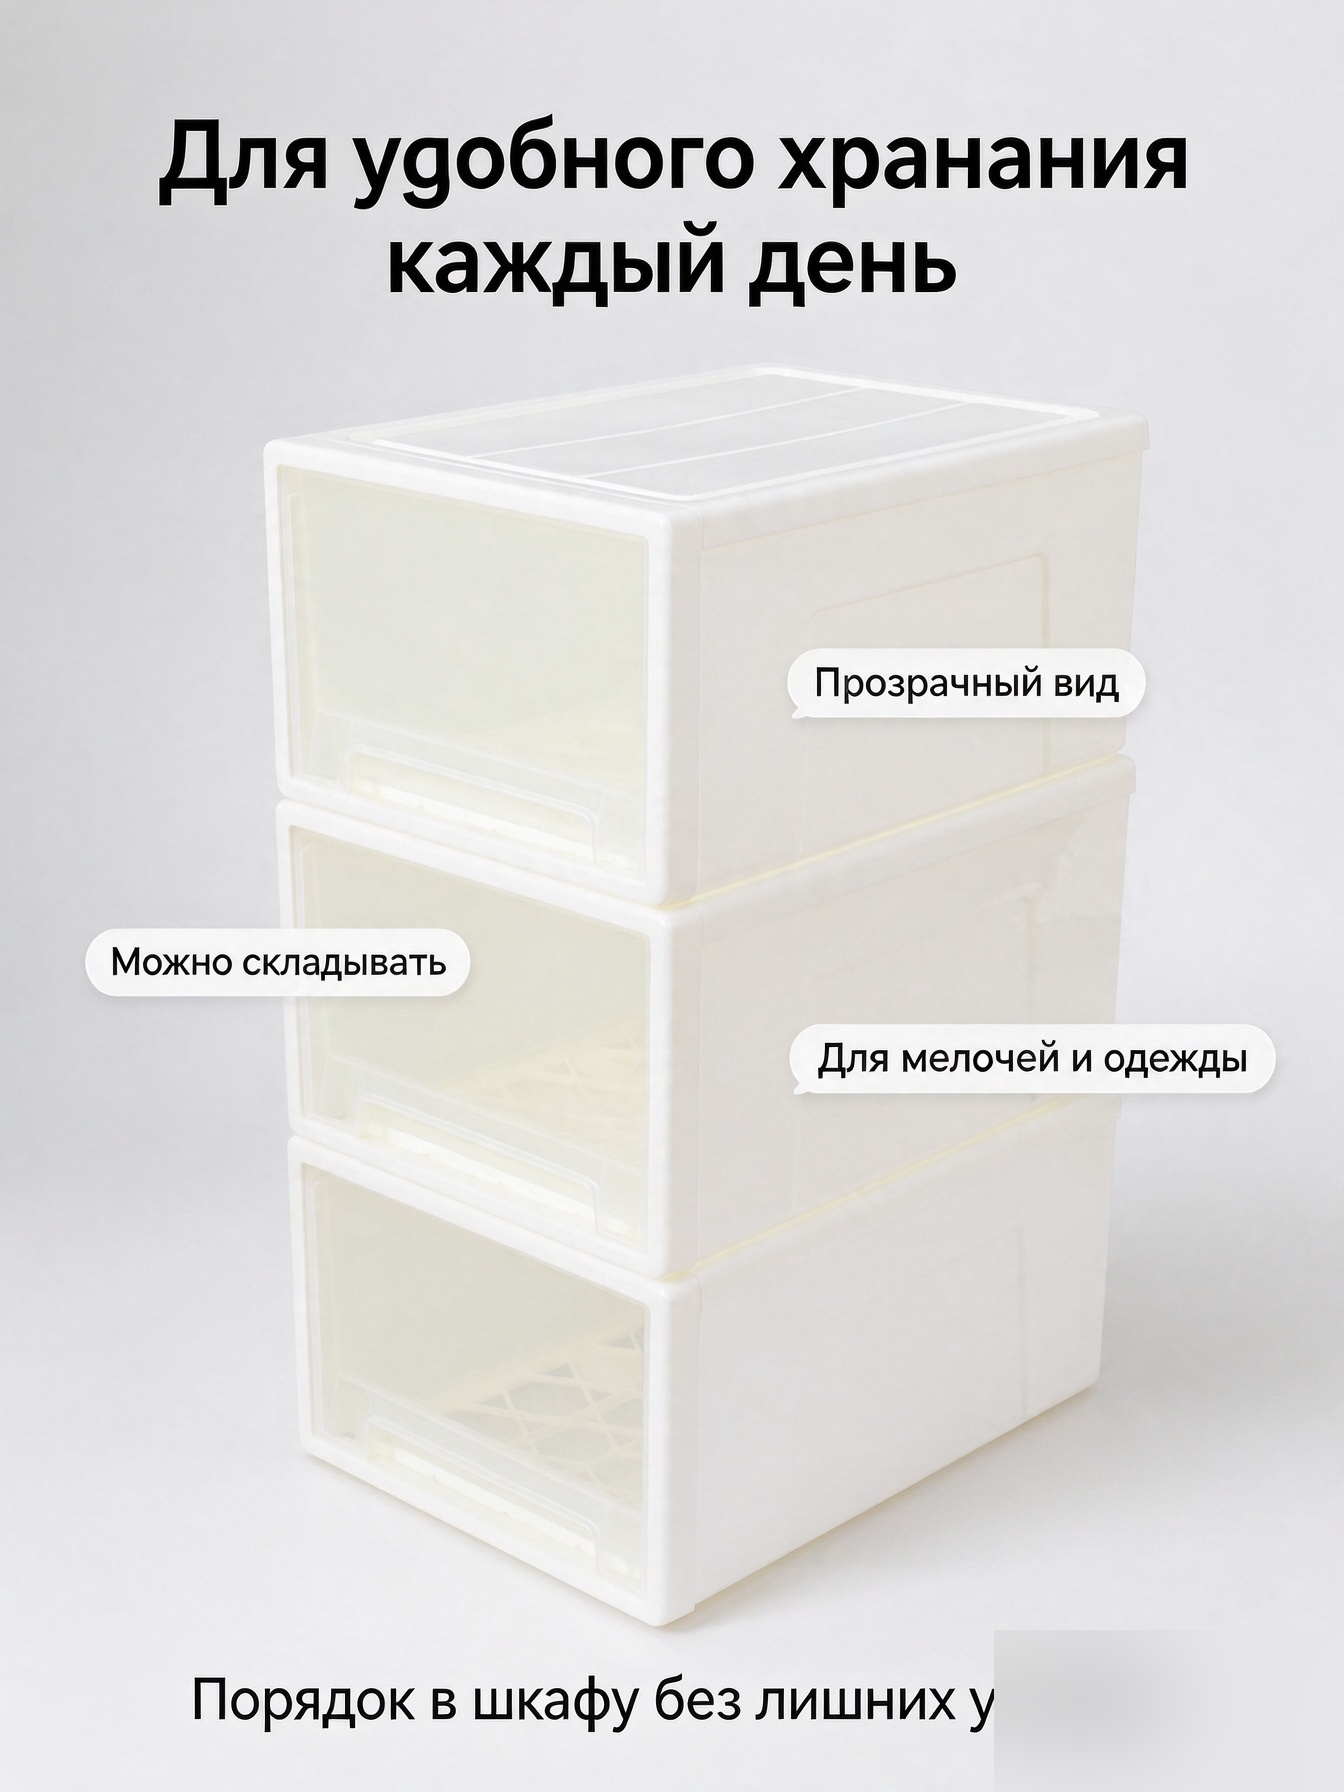 Для удобного хранания
каждый день
Прозрачный вид
Можно складывать
Для мелочей и одежды
Порядок в шкафу без лишних